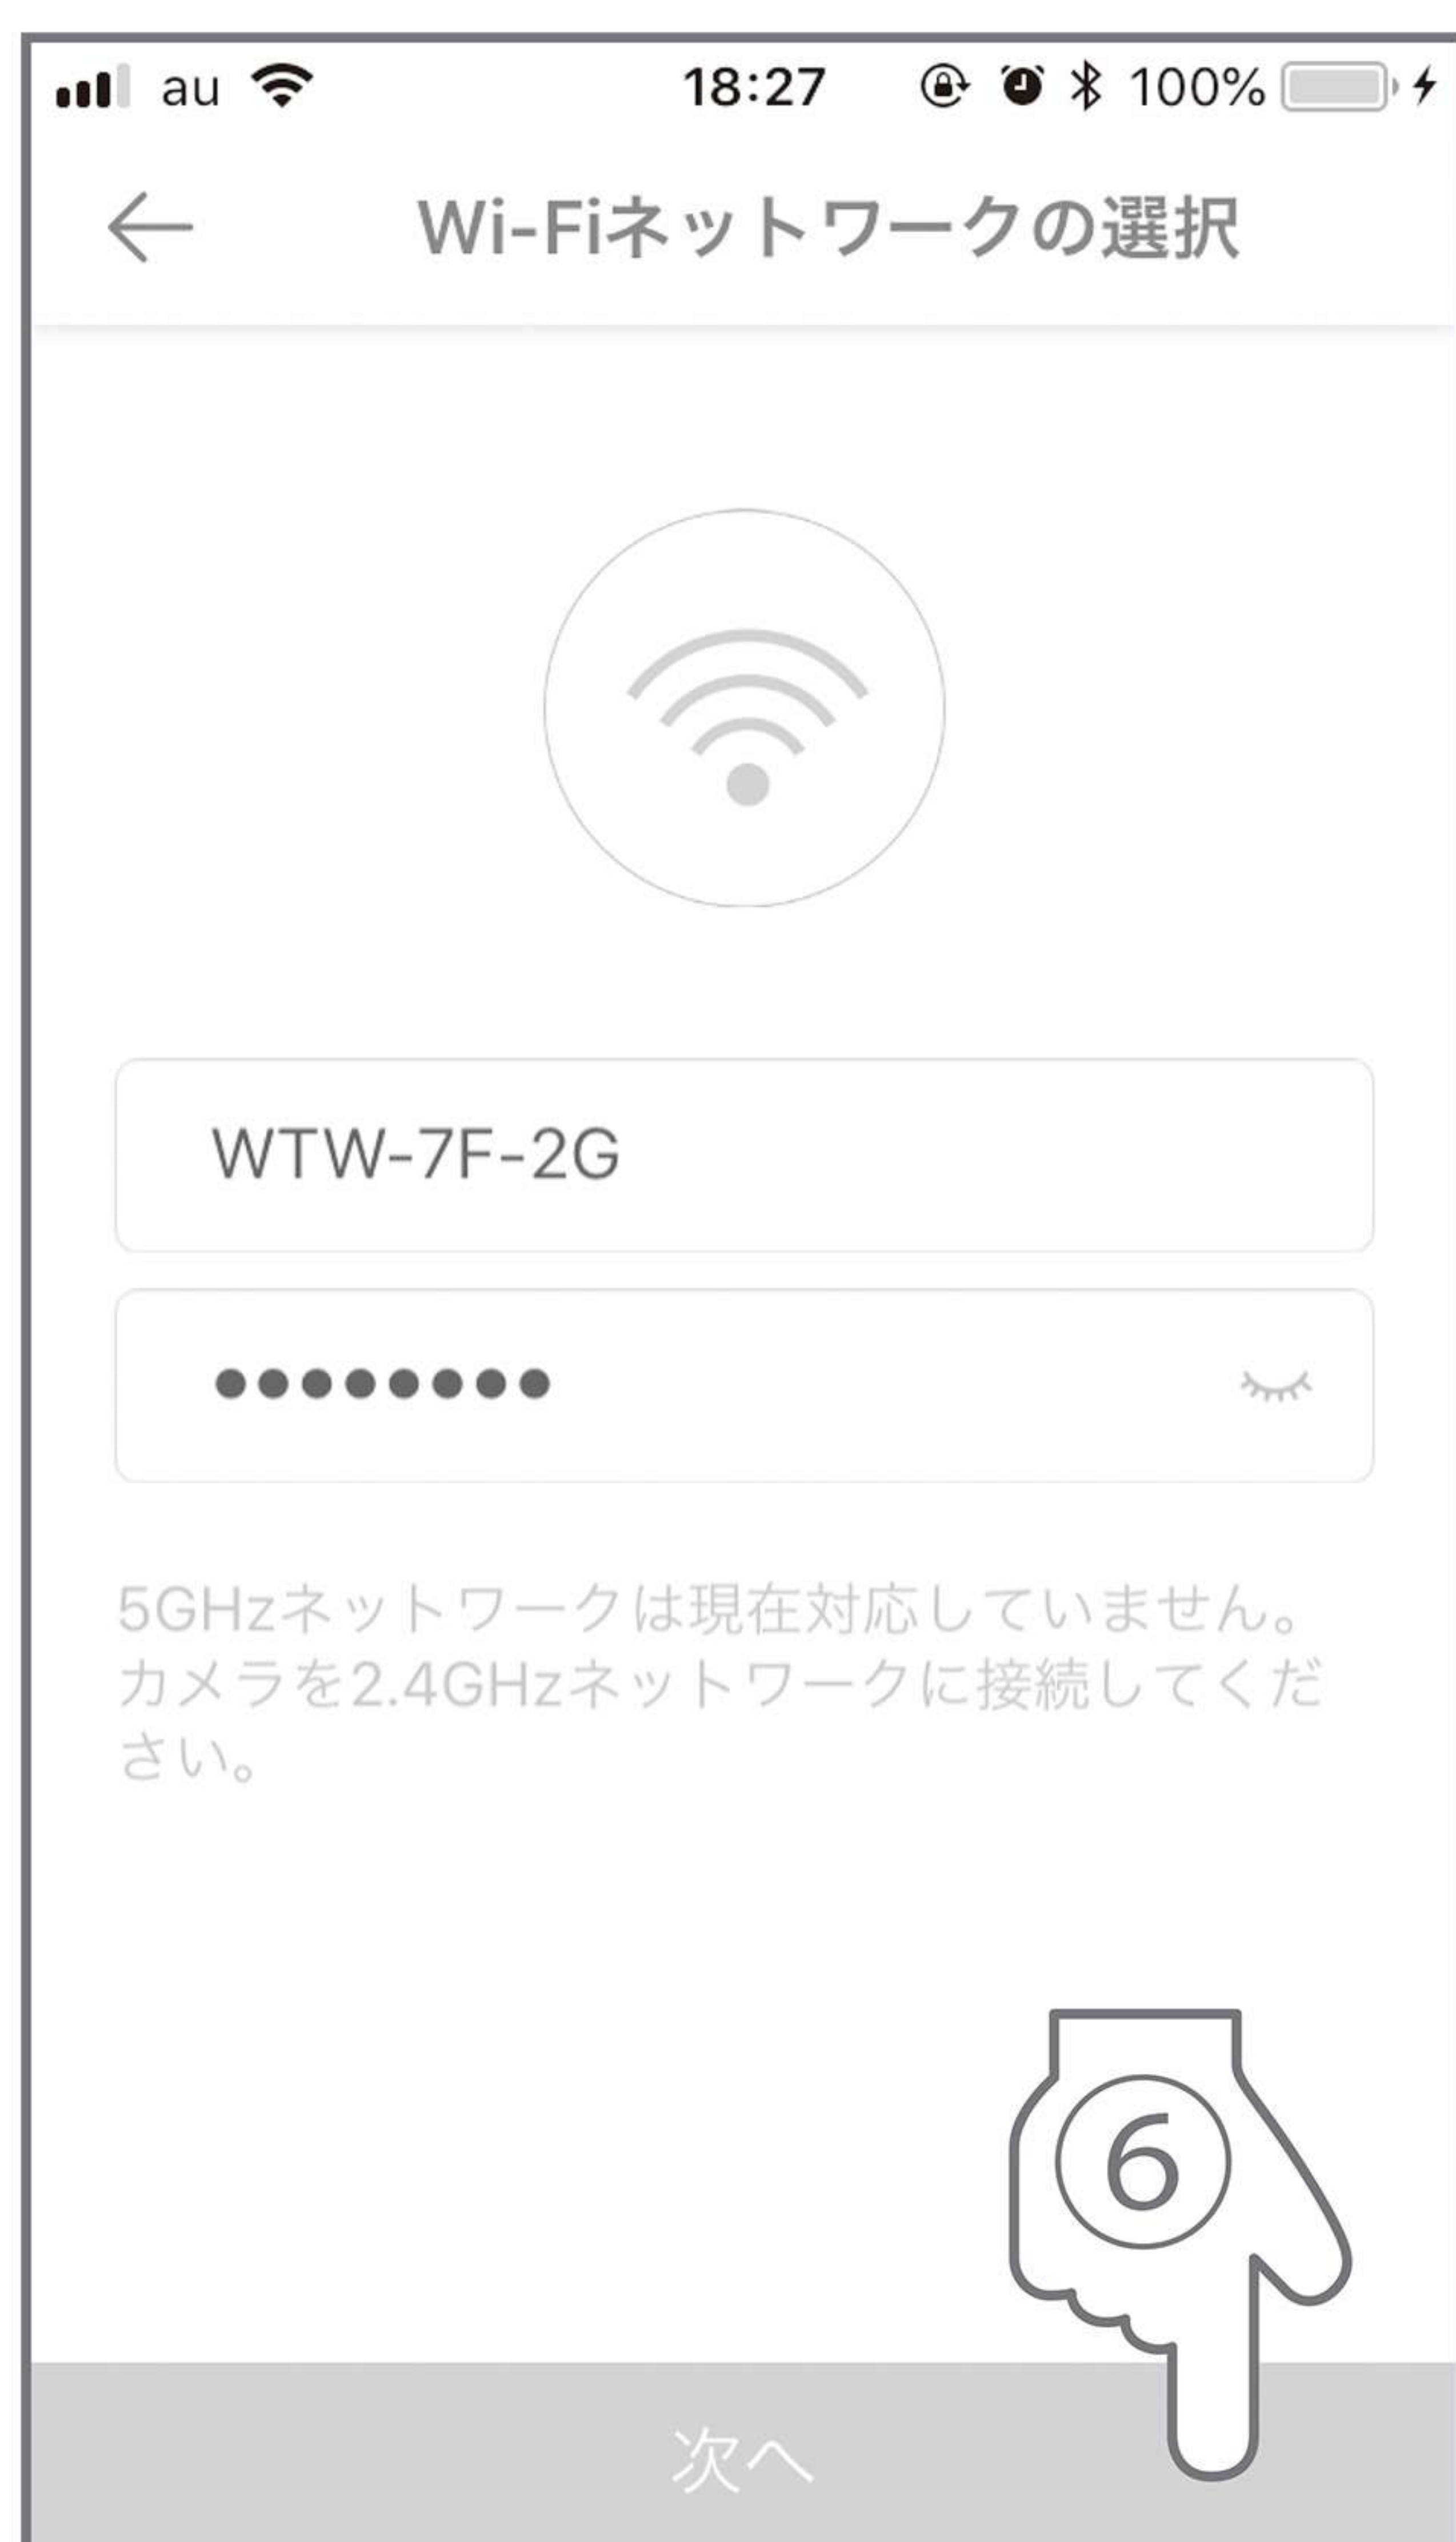 au 18:27 100%
Wi-Fiネットワークの選択
WTW-7F-2G
●●●●●●●●
5GHzネットワークは現在対応していません。
カメラを2.4GHzネットワークに接続してくだ
さい。
6
次へ